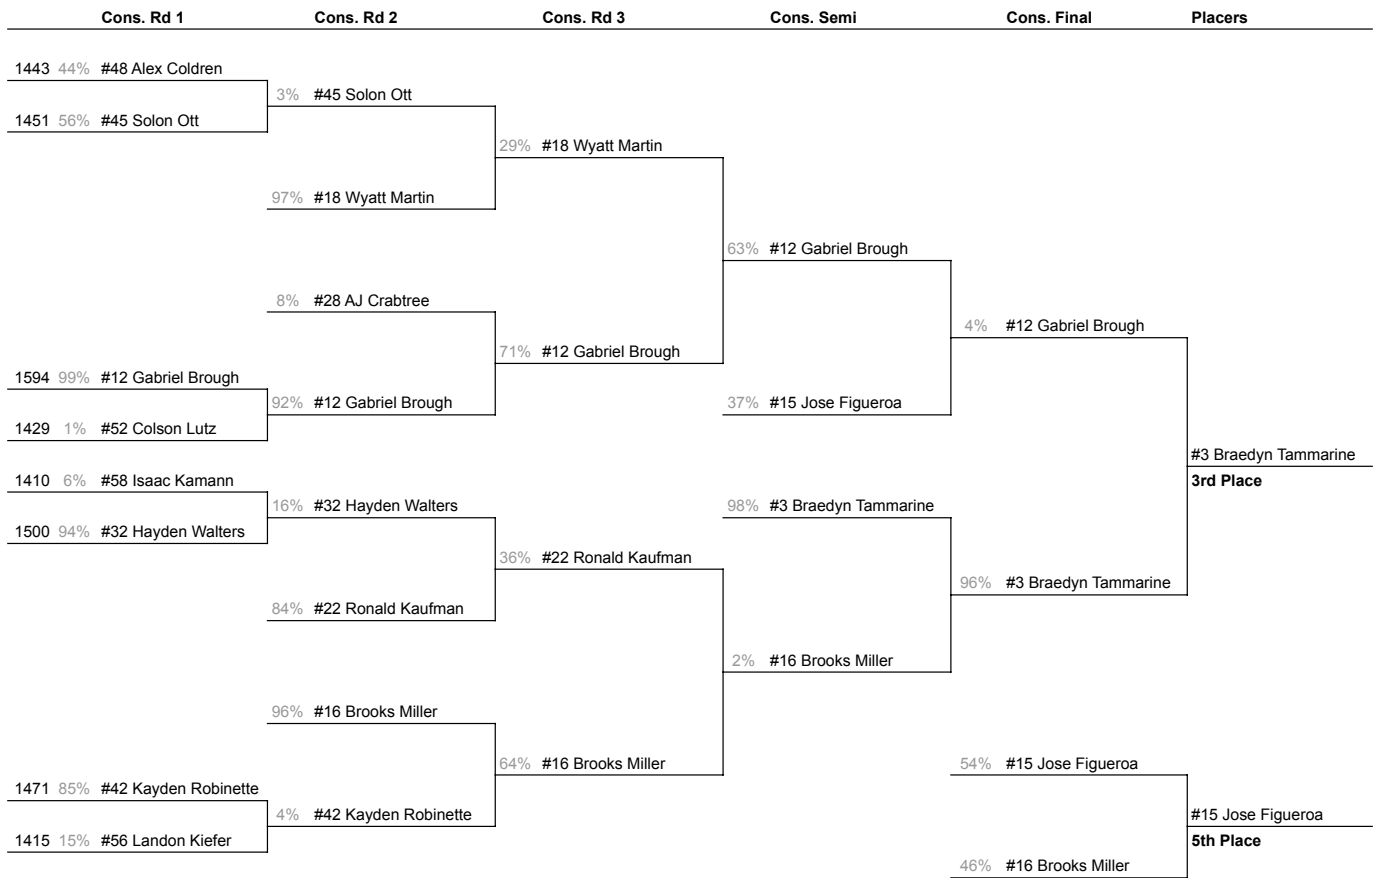 Cons. Rd 1 Cons. Rd 2 Cons. Rd 3 Cons. Semi Cons. Final Placers
1443 44% #48 Alex Coldren
3% #45 Solon Ott
1451 56% #45 Solon Ott
29% #18 Wyatt Martin
97% #18 Wyatt Martin
63% #12 Gabriel Brough
8% #28 AJ Crabtree
4% #12 Gabriel Brough
71% #12 Gabriel Brough
1594 99% #12 Gabriel Brough
92% #12 Gabriel Brough
37% #15 Jose Figueroa
1429 1% #52 Colson Lutz
#3 Braedyn Tammarine
1410 6% #58 Isaac Kamann
3rd Place
16% #32 Hayden Walters
98% #3 Braedyn Tammarine
1500 94% #32 Hayden Walters
36% #22 Ronald Kaufman
96% #3 Braedyn Tammarine
84% #22 Ronald Kaufman
2% #16 Brooks Miller
96% #16 Brooks Miller
64% #16 Brooks Miller
54% #15 Jose Figueroa
1471 85% #42 Kayden Robinette
4% #42 Kayden Robinette
#15 Jose Figueroa
1415 15% #56 Landon Kiefer
5th Place
46% #16 Brooks Miller